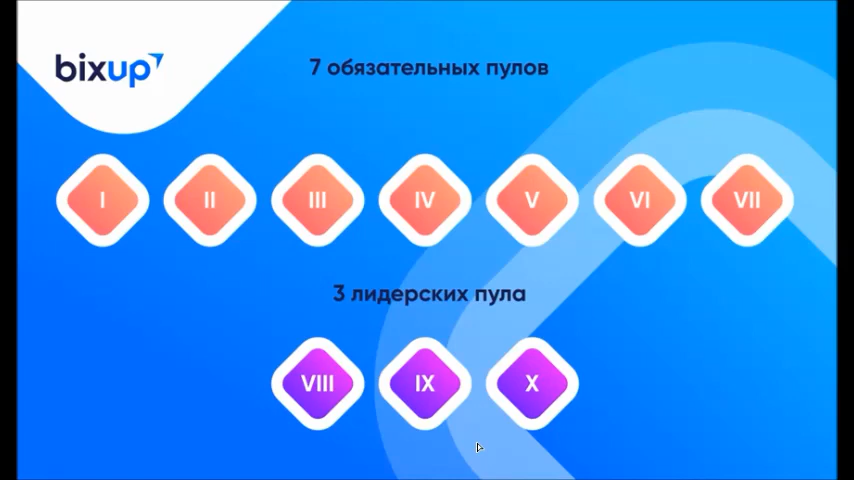 bixup
7 обязательных пулов
I II III IV V VI VII
3 лидерских пула
VIII IX X